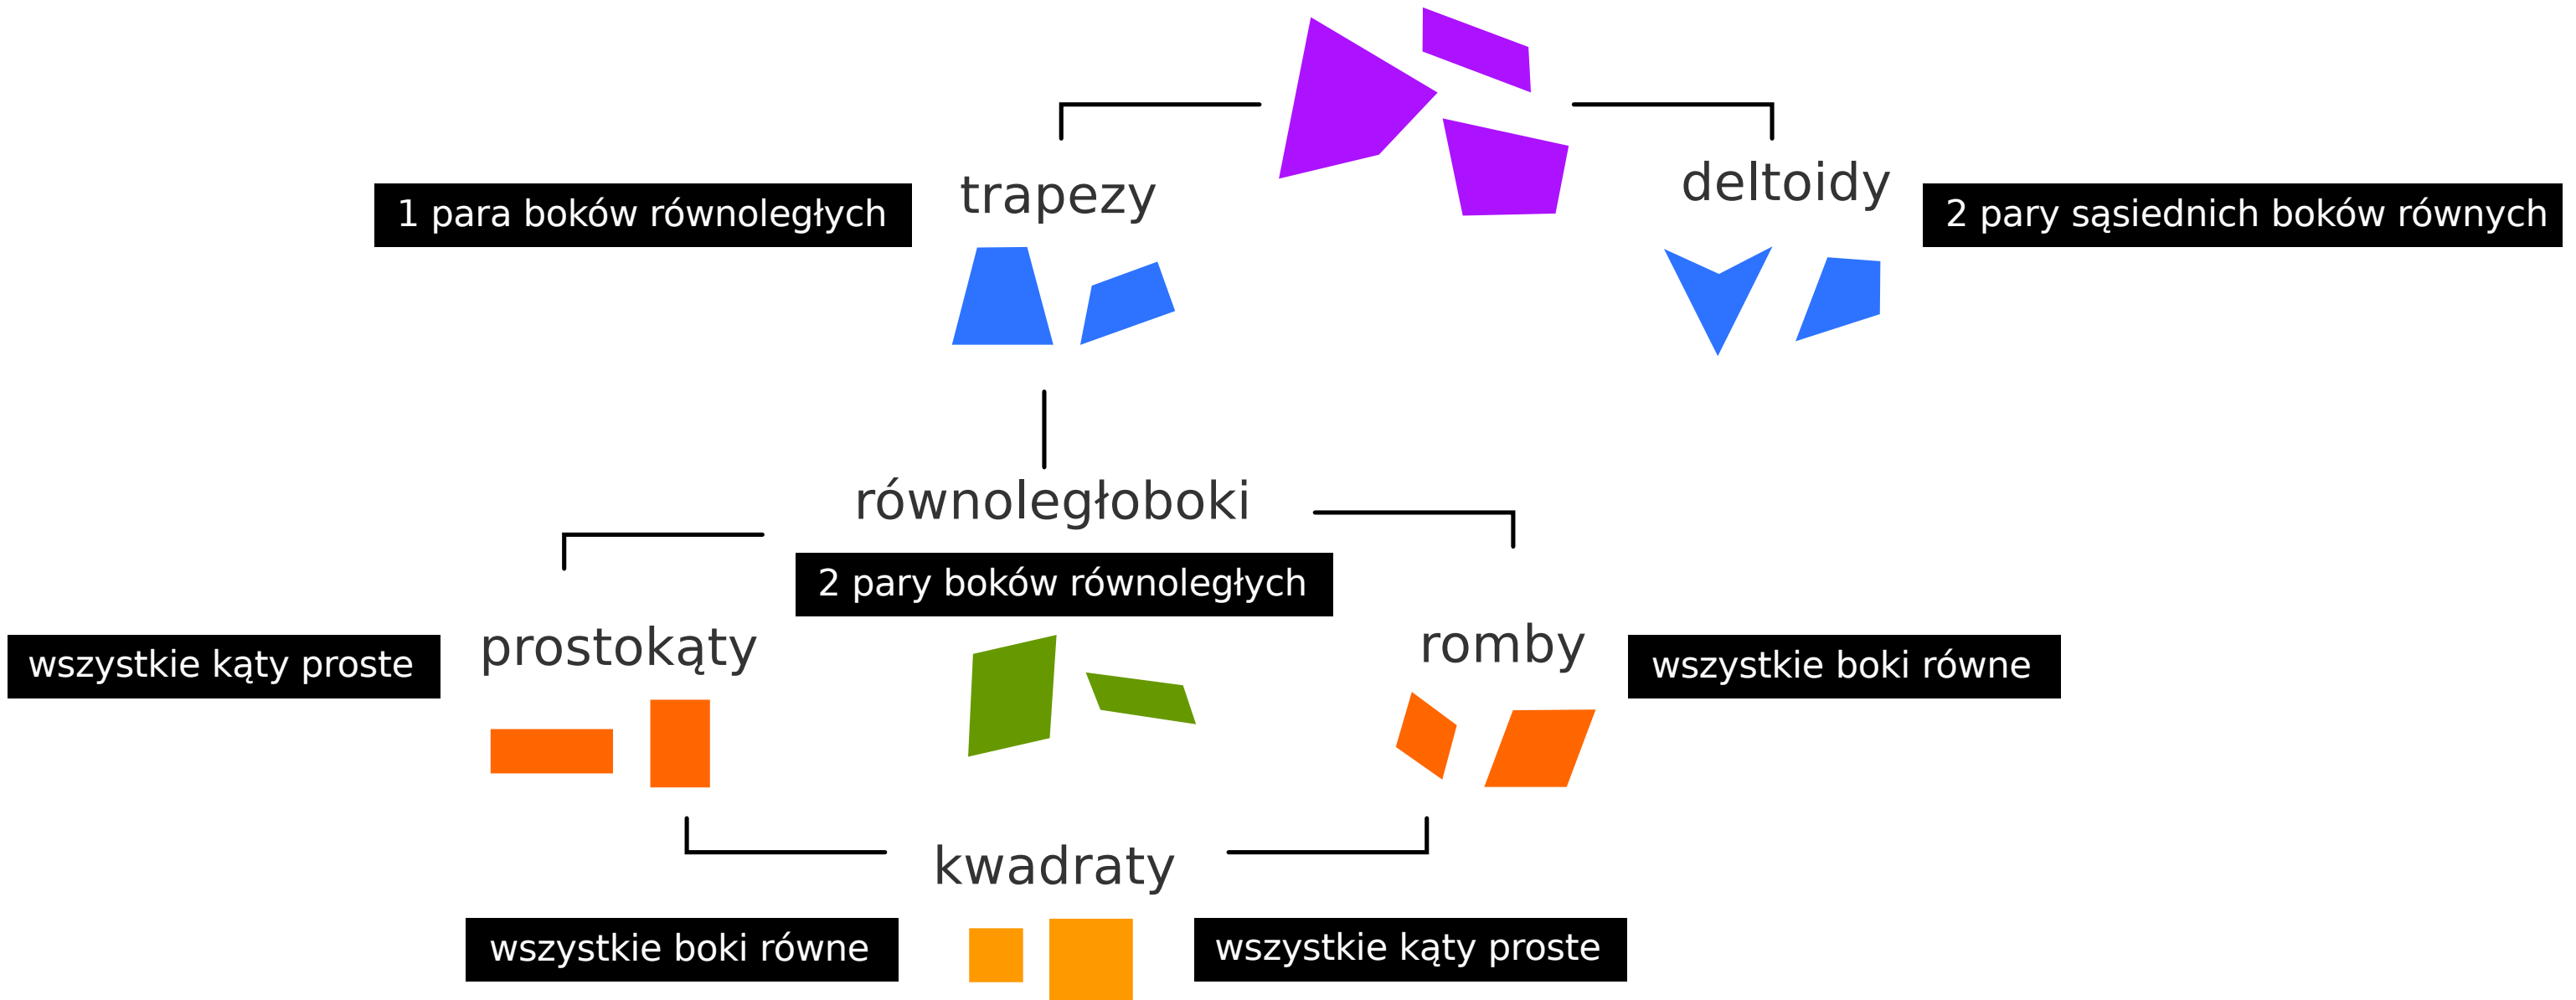 trapezy
deltoidy
1 para boków równoległych
2 pary sąsiednich boków równych
równoległoboki
2 pary boków równoległych
prostokąty
romby
wszystkie kąty proste
wszystkie boki równe
kwadraty
wszystkie boki równe
wszystkie kąty proste